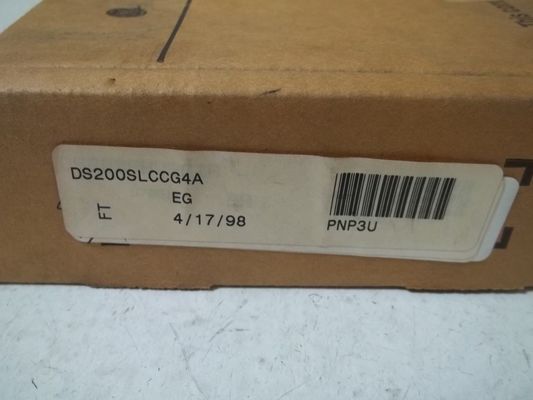 DS200SLCCG4A
EG
FT
4/17/98
PNP3U